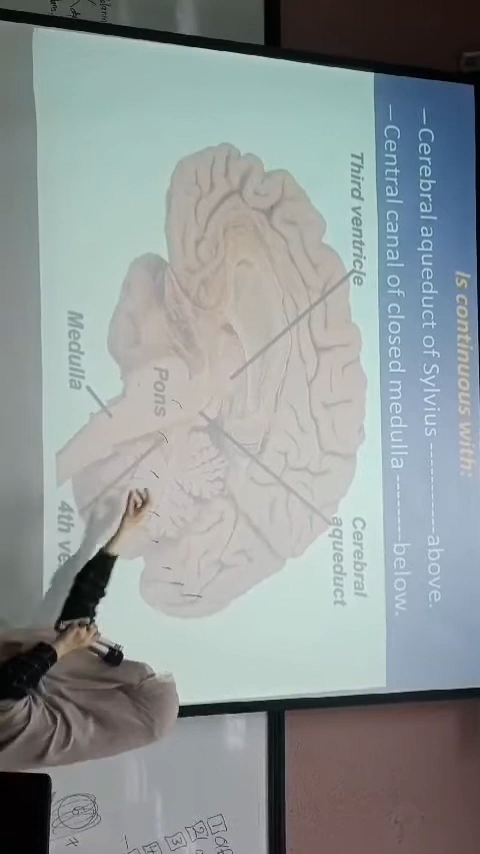 Is continuous with:
–Cerebral aqueduct of Sylvius -----------above.
–Central canal of closed medulla --------below.
Third ventricle
Cerebral
aqueduct
Pons
Medulla
4th ve